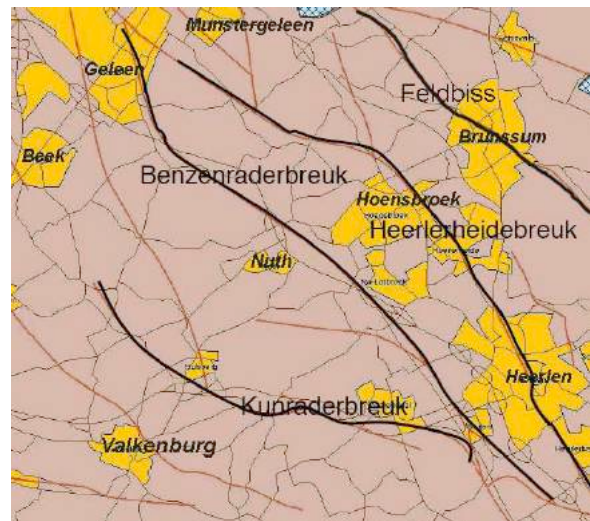 Munstergeleen
Geleen
Feldbiss
Brunssum
Beek
Benzenraderbreuk
Hoensbroek
Heerlerheidebreuk
Nuth
Heerlen
Kunraderbreuk
Valkenburg